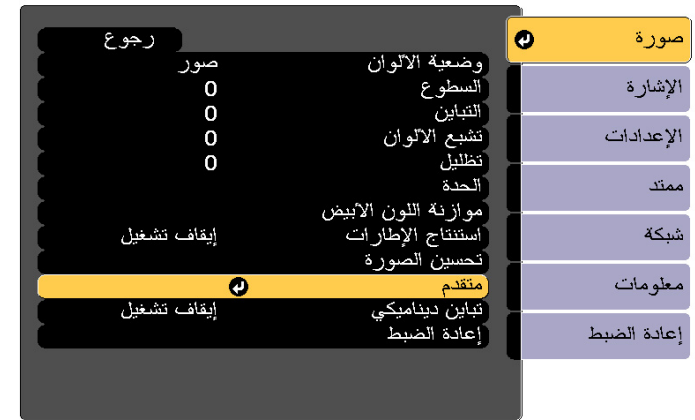 صورة
الإشارة
الإعدادات
ممتد
شبكة
معلومات
إعادة الضبط
رجوع
وضعية الألوان صور
السطوع 0
التباين 0
تشبع الألوان 0
تظليل 0
الحدة
موازنة اللون الأبيض
استنتاج الإطارات إيقاف تشغيل
تحسين الصورة
متقدم
تباين ديناميكي إيقاف تشغيل
إعادة الضبط